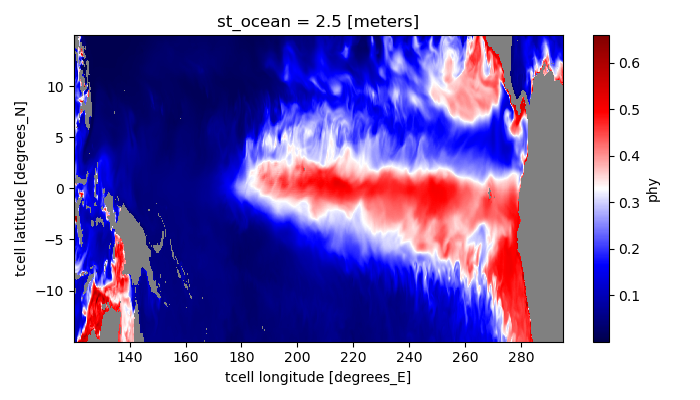 st_ocean = 2.5 [meters]
10
5
0
−5
−10
tcell latitude [degrees_N]
140 160 180 200 220 240 260 280
tcell longitude [degrees_E]
0.6
0.5
0.4
0.3
0.2
0.1
phy